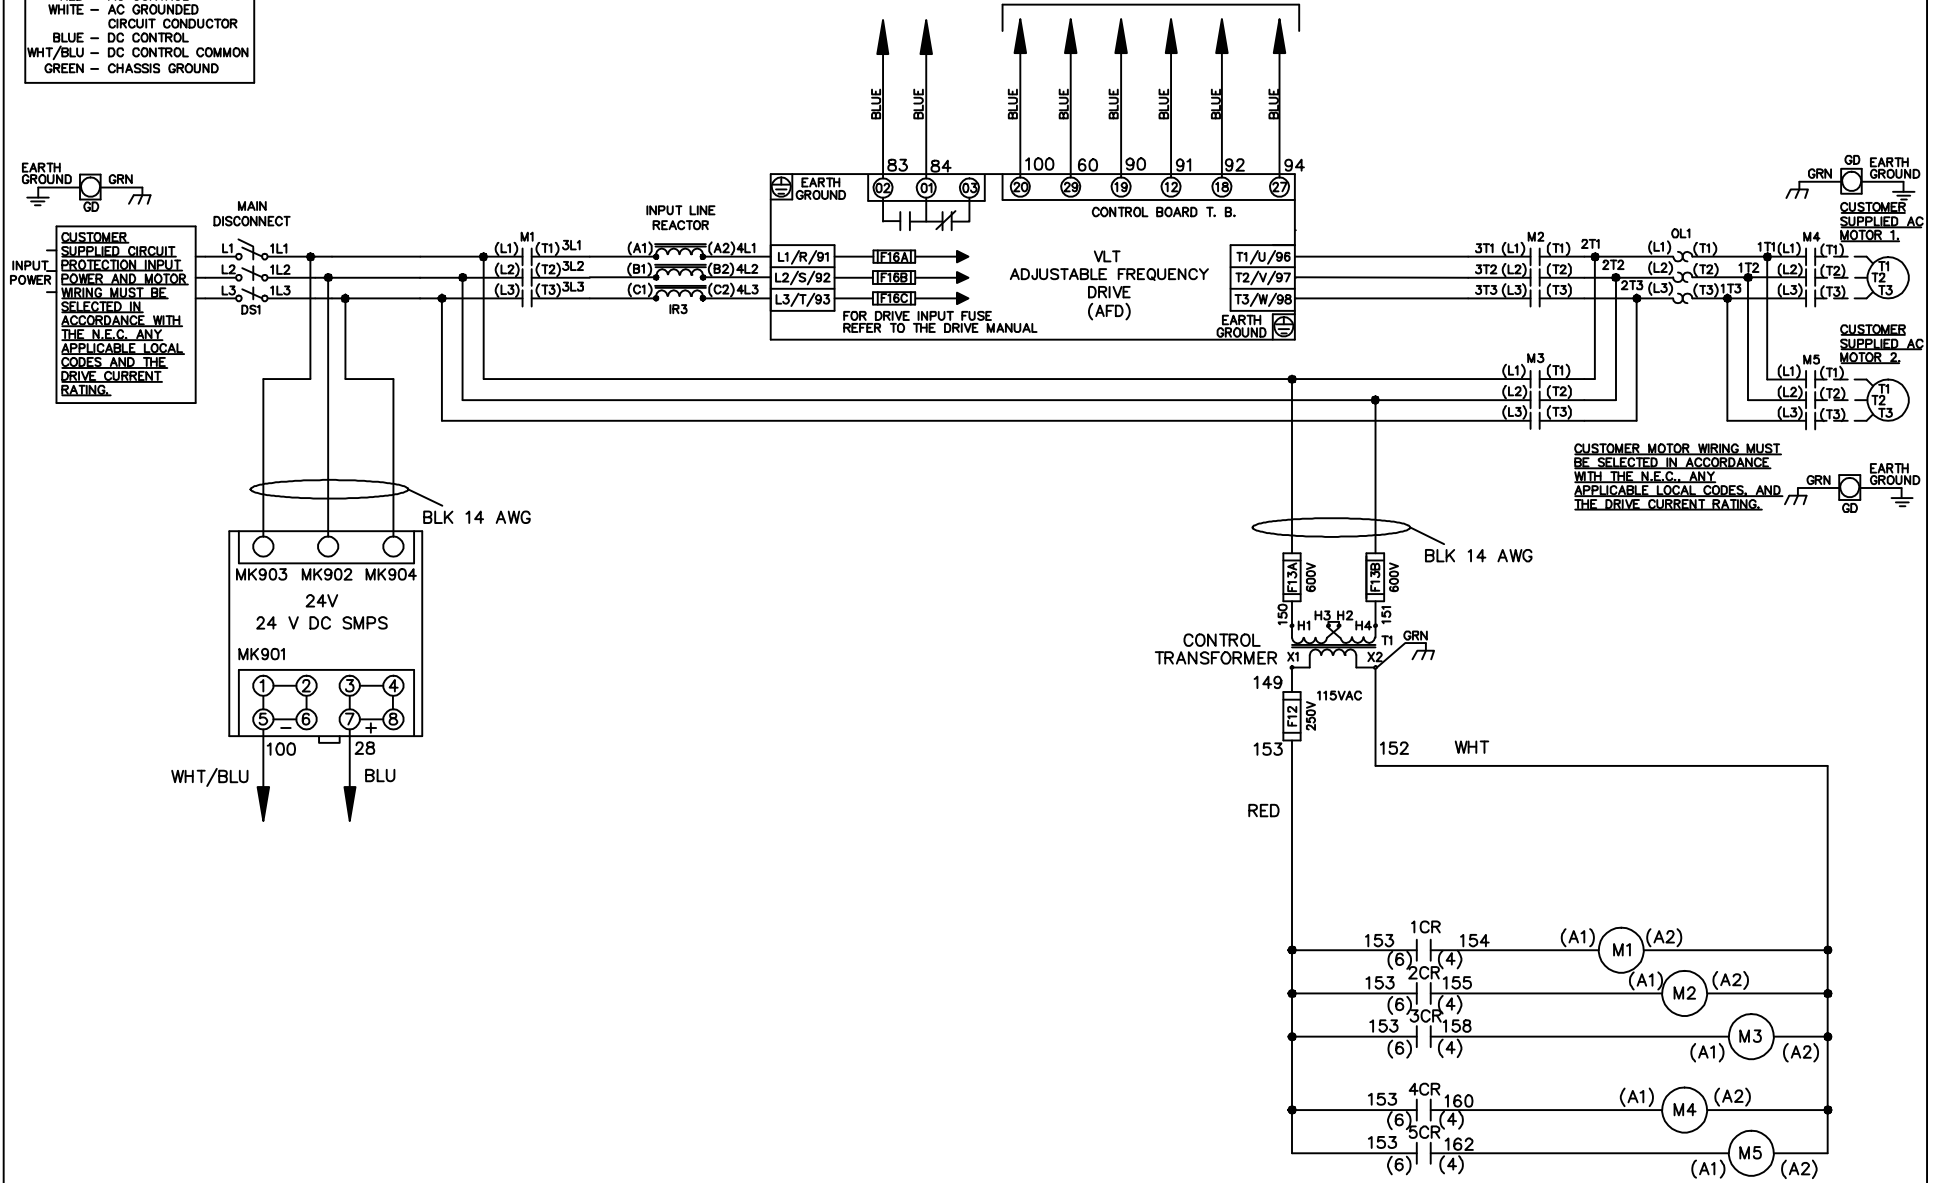 WHITE – AC GROUNDED
CIRCUIT CONDUCTOR
BLUE – DC CONTROL
WHT/BLU – DC CONTROL COMMON
GREEN – CHASSIS GROUND
BLUE BLUE BLUE BLUE BLUE BLUE BLUE BLUE
83 84 100 60 90 91 92 94
EARTH
GROUND
02 01 03 20 29 19 12 18 27
CONTROL BOARD T. B.
EARTH
GROUND
GRN
GD
MAIN
DISCONNECT
INPUT LINE
REACTOR
GD EARTH
GRN GROUND
CUSTOMER
SUPPLIED AC
MOTOR 1.
INPUT
POWER
CUSTOMER
SUPPLIED CIRCUIT
PROTECTION INPUT
POWER AND MOTOR
WIRING MUST BE
SELECTED IN
ACCORDANCE WITH
THE N.E.C. ANY
APPLICABLE LOCAL
CODES AND THE
DRIVE CURRENT
RATING.
L1 1L1
L2 1L2
L3 1L3
DS1
M1
(L1) (T1) 3L1
(L2) (T2) 3L2
(L3) (T3) 3L3
(A1) (A2) 4L1
(B1) (B2) 4L2
(C1) (C2) 4L3
IR3
L1/R/91 F16A
L2/S/92 F16B
L3/T/93 F16C
FOR DRIVE INPUT FUSE
REFER TO THE DRIVE MANUAL
VLT
ADJUSTABLE FREQUENCY
DRIVE
(AFD)
T1/U/96
T2/V/97
T3/W/98
EARTH
GROUND
M2
3T1 (L1) (T1) 2T1
3T2 (L2) (T2) 2T2
3T3 (L3) (T3) 2T3
OL1
(L1) (T1) 1T1
(L2) (T2) 1T2
(L3) (T3) 1T3
M4
(L1) (T1)
(L2) (T2)
(L3) (T3)
T1
T2
T3
CUSTOMER
SUPPLIED AC
MOTOR 2.
M3
(L1) (T1)
(L2) (T2)
(L3) (T3)
M5
(L1) (T1)
(L2) (T2)
(L3) (T3)
T1
T2
T3
CUSTOMER MOTOR WIRING MUST
BE SELECTED IN ACCORDANCE
WITH THE N.E.C., ANY
APPLICABLE LOCAL CODES, AND
THE DRIVE CURRENT RATING.
EARTH
GRN GROUND
GD
BLK 14 AWG
MK903 MK902 MK904
24V
24 V DC SMPS
MK901
1 2 3 4
5 – 6 7 + 8
100 28
WHT/BLU BLU
BLK 14 AWG
F13A 600V F13B 600V
150 151
H1 H3 H2 H4
T1 GRN
CONTROL
TRANSFORMER X1 X2
149 115VAC
F12 250V
153 152 WHT
RED
1CR
153 154 (A1) M1 (A2)
(6) (4)
2CR
153 155 (A1) M2 (A2)
(6) (4)
3CR
153 158 M3
(6) (4) (A1) (A2)
4CR
153 160 (A1) M4 (A2)
(6) (4)
5CR
153 162 M5
(6) (4) (A1) (A2)